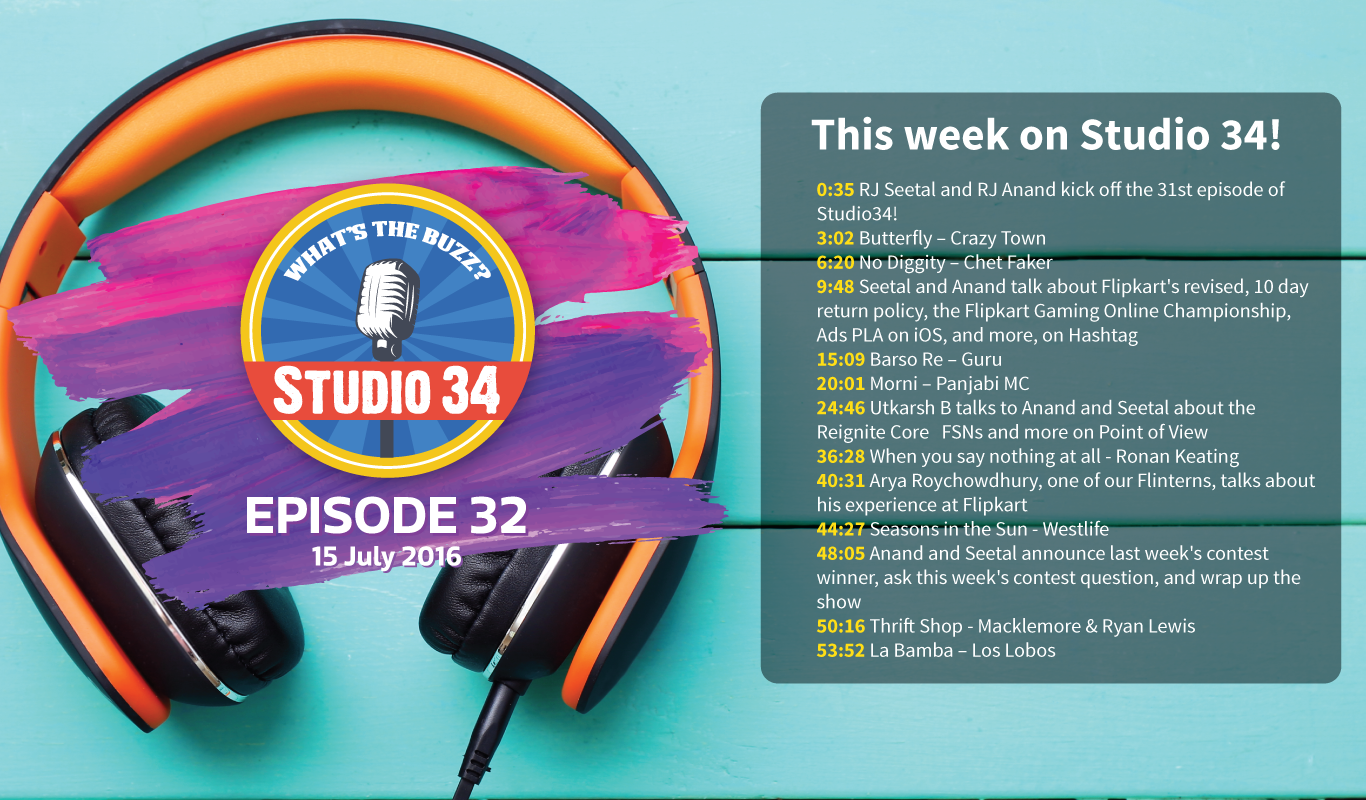 WHAT'S THE BUZZ?
STUDIO 34
EPISODE 32
15 July 2016
This week on Studio 34!
0:35 RJ Seetal and RJ Anand kick off the 31st episode of
Studio34!
3:02 Butterfly – Crazy Town
6:20 No Diggity – Chet Faker
9:48 Seetal and Anand talk about Flipkart's revised, 10 day
return policy, the Flipkart Gaming Online Championship,
Ads PLA on iOS, and more, on Hashtag
15:09 Barso Re – Guru
20:01 Morni – Panjabi MC
24:46 Utkarsh B talks to Anand and Seetal about the
Reignite Core   FSNs and more on Point of View
36:28 When you say nothing at all - Ronan Keating
40:31 Arya Roychowdhury, one of our Flinterns, talks about
his experience at Flipkart
44:27 Seasons in the Sun - Westlife
48:05 Anand and Seetal announce last week's contest
winner, ask this week's contest question, and wrap up the
show
50:16 Thrift Shop - Macklemore & Ryan Lewis
53:52 La Bamba – Los Lobos